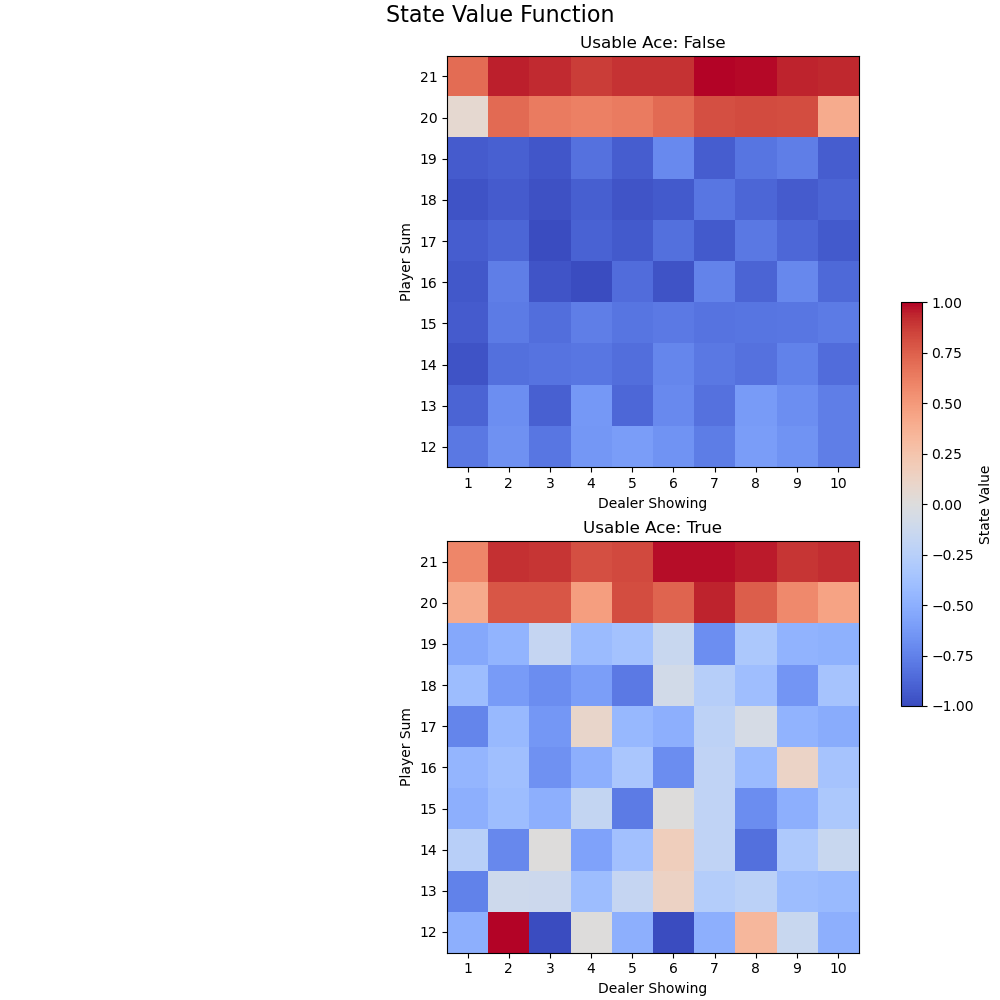 State Value Function
Usable Ace: False
21
20
19
18
17
16
15
14
13
12
Player Sum
1 2 3 4 5 6 7 8 9 10
Dealer Showing
Usable Ace: True
21
20
19
18
17
16
15
14
13
12
Player Sum
1 2 3 4 5 6 7 8 9 10
Dealer Showing
1.00
0.75
0.50
0.25
0.00
−0.25
−0.50
−0.75
−1.00
State Value